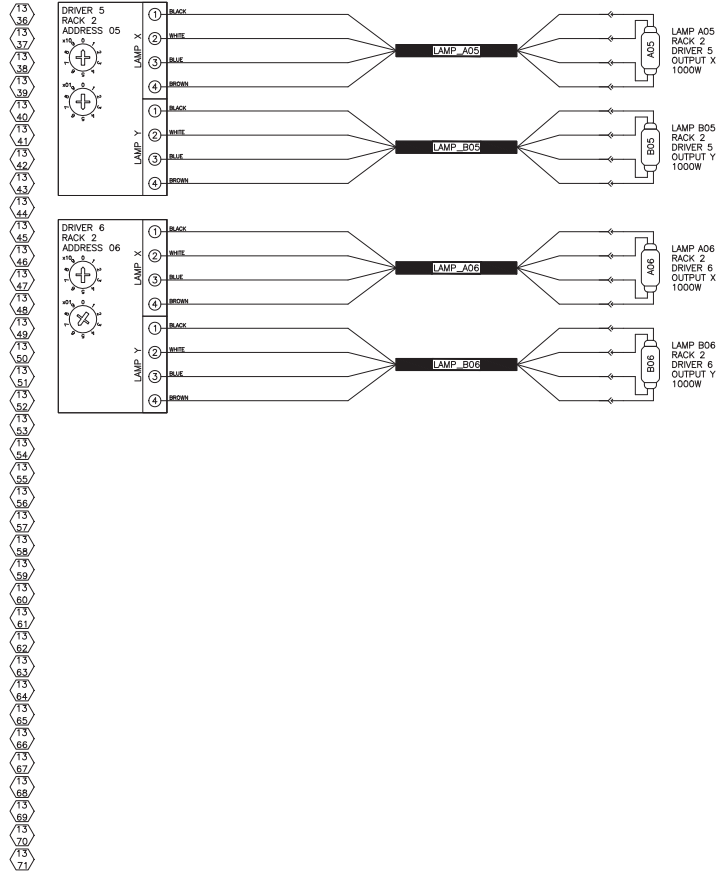 13
36
13
37
13
38
13
39
13
40
13
41
13
42
13
43
13
44
13
45
13
46
13
47
13
48
13
49
13
50
13
51
13
52
13
53
13
54
13
55
13
56
13
57
13
58
13
59
13
60
13
61
13
62
13
63
13
64
13
65
13
66
13
67
13
68
13
69
13
70
13
71
DRIVER 5
RACK 2
ADDRESS 05
x10
x01
LAMP X
1 BLACK
2 WHITE
3 BLUE
4 BROWN
LAMP_A05
A05
LAMP A05
RACK 2
DRIVER 5
OUTPUT X
1000W
LAMP Y
1 BLACK
2 WHITE
3 BLUE
4 BROWN
LAMP_B05
B05
LAMP B05
RACK 2
DRIVER 5
OUTPUT Y
1000W
DRIVER 6
RACK 2
ADDRESS 06
x10
x01
LAMP X
1 BLACK
2 WHITE
3 BLUE
4 BROWN
LAMP_A06
A06
LAMP A06
RACK 2
DRIVER 6
OUTPUT X
1000W
LAMP Y
1 BLACK
2 WHITE
3 BLUE
4 BROWN
LAMP_B06
B06
LAMP B06
RACK 2
DRIVER 6
OUTPUT Y
1000W